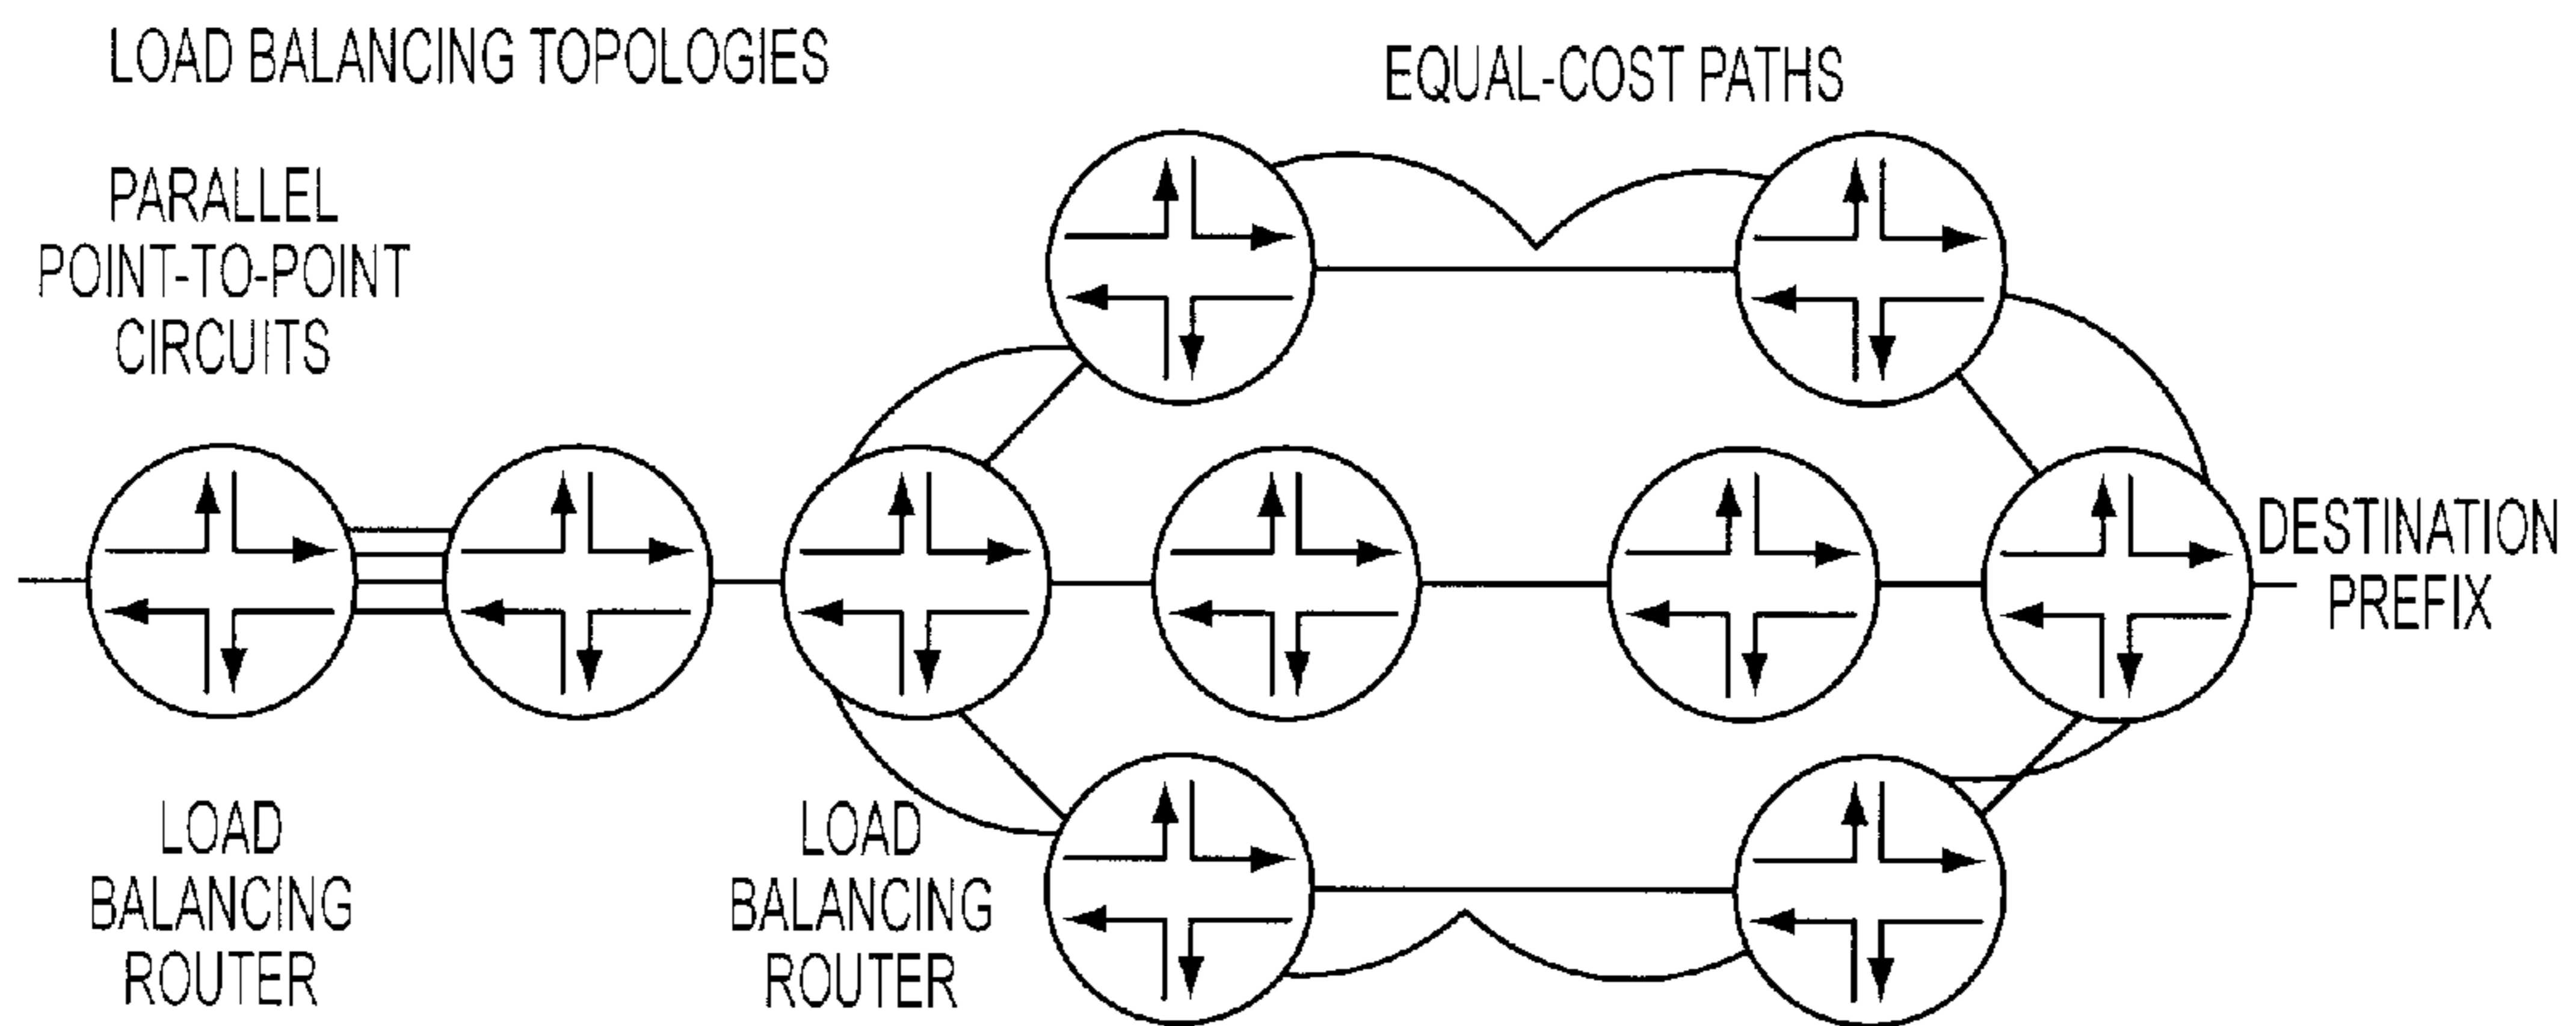 LOAD BALANCING TOPOLOGIES
EQUAL-COST PATHS
PARALLEL
POINT-TO-POINT
CIRCUITS
DESTINATION
PREFIX
LOAD
BALANCING
ROUTER
LOAD
BALANCING
ROUTER